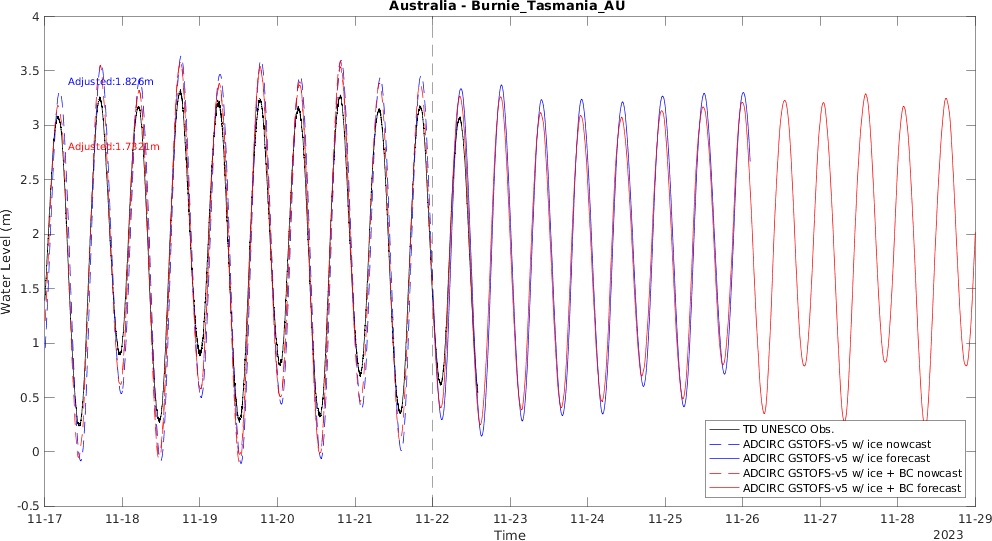 Australia - Burnie_Tasmania_AU
Water Level (m)
4
3.5
3
2.5
2
1.5
1
0.5
0
-0.5
Adjusted:1.826m
Adjusted:1.7321m
TD UNESCO Obs.
ADCIRC GSTOFS-v5 w/ ice nowcast
ADCIRC GSTOFS-v5 w/ ice forecast
ADCIRC GSTOFS-v5 w/ ice + BC nowcast
ADCIRC GSTOFS-v5 w/ ice + BC forecast
11-17 11-18 11-19 11-20 11-21 11-22 11-23 11-24 11-25 11-26 11-27 11-28 11-29
Time
2023